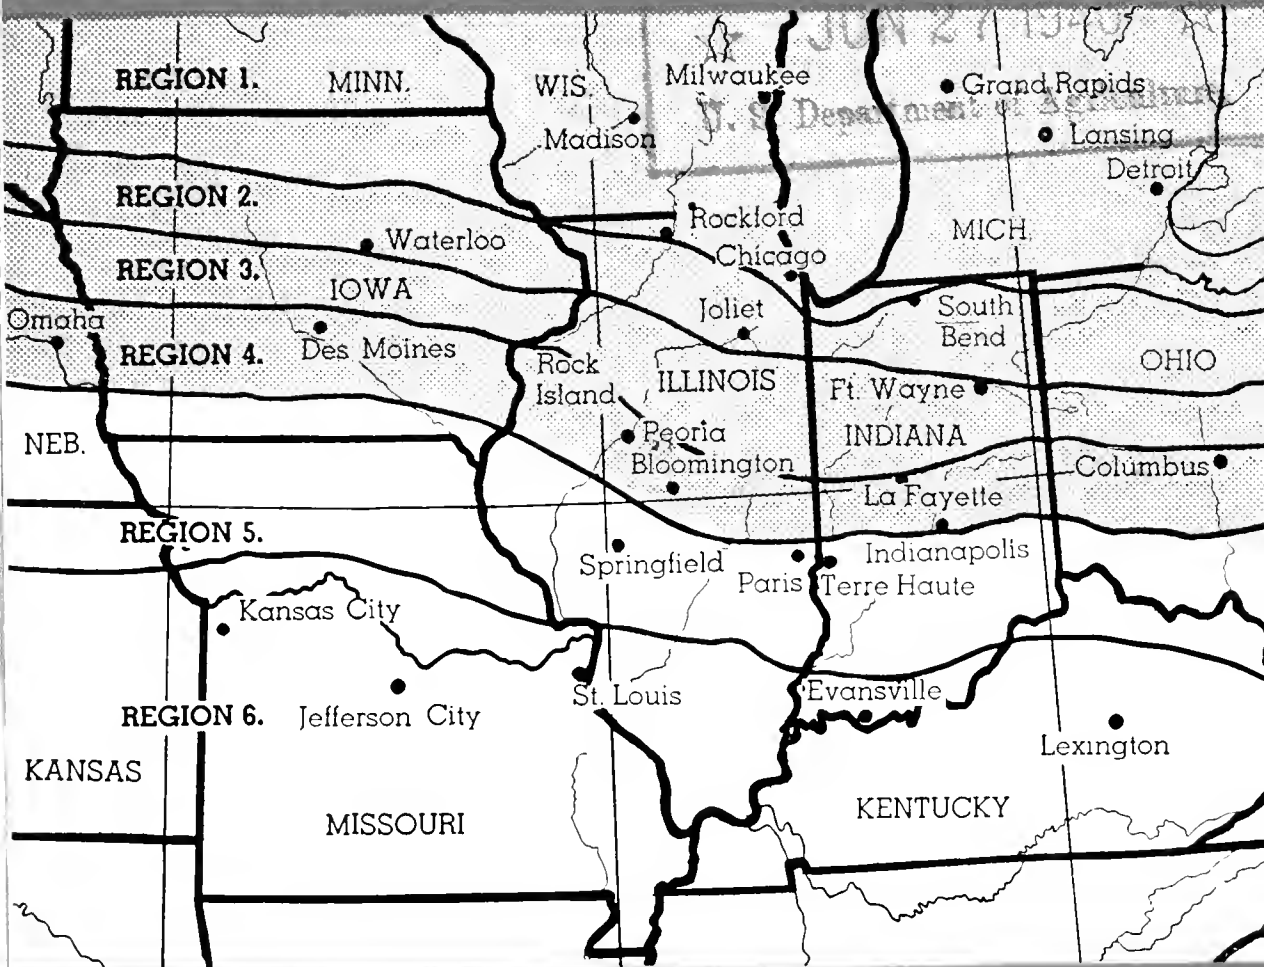 JUN 27 1940 ☆
U. S. Department of Agriculture
REGION 1.
MINN.
WIS.
Milwaukee
Grand Rapids
Madison
Lansing
Detroit
REGION 2.
Rockford
MICH.
Waterloo
Chicago
REGION 3.
IOWA
Joliet
South
Bend
Omaha
Des Moines
REGION 4.
Rock
Island
ILLINOIS
Ft. Wayne
OHIO
NEB.
Peoria
INDIANA
Bloomington
Columbus
La Fayette
REGION 5.
Springfield
Paris
Terre Haute
Indianapolis
Kansas City
St. Louis
Evansville
REGION 6.
Jefferson City
Lexington
KANSAS
MISSOURI
KENTUCKY